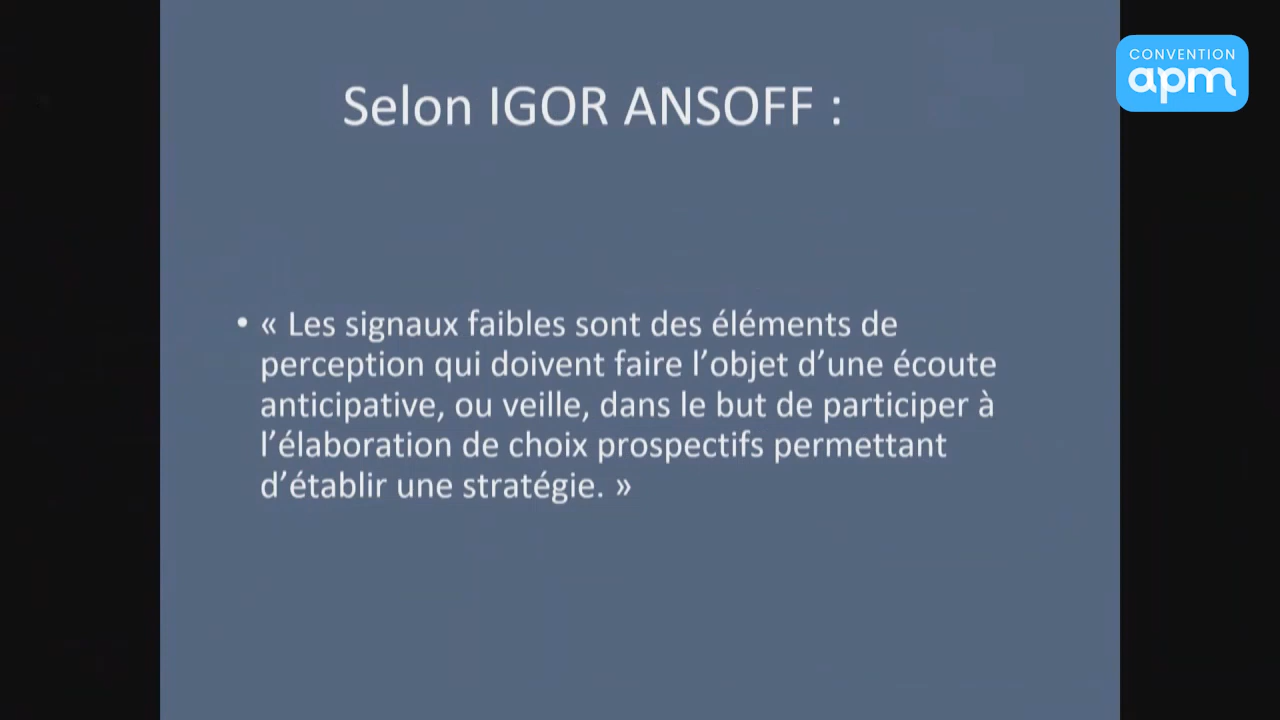 CONVENTION
apm
Selon IGOR ANSOFF :
• « Les signaux faibles sont des éléments de
perception qui doivent faire l’objet d’une écoute
anticipative, ou veille, dans le but de participer à
l’élaboration de choix prospectifs permettant
d’établir une stratégie. »